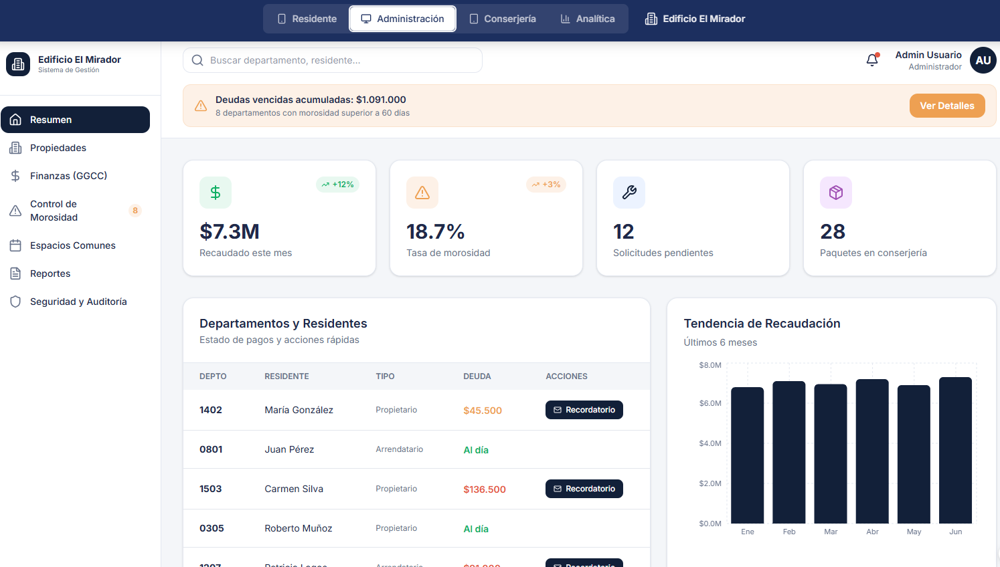 Residente
Administración
Conserjería
Analítica
Edificio El Mirador
Edificio El Mirador
Sistema de Gestión
Buscar departamento, residente...
Admin Usuario
Administrador
AU
Deudas vencidas acumuladas: $1.091.000
8 departamentos con morosidad superior a 60 días
Ver Detalles
Resumen
Propiedades
Finanzas (GGCC)
Control de
Morosidad
8
Espacios Comunes
Reportes
Seguridad y Auditoría
+12%
$7.3M
Recaudado este mes
+3%
18.7%
Tasa de morosidad
12
Solicitudes pendientes
28
Paquetes en conserjería
Departamentos y Residentes
Estado de pagos y acciones rápidas
DEPTO RESIDENTE TIPO DEUDA ACCIONES
1402 María González Propietario $45.500 Recordatorio
0801 Juan Pérez Arrendatario Al día
1503 Carmen Silva Propietario $136.500 Recordatorio
0305 Roberto Muñoz Propietario Al día
Tendencia de Recaudación
Últimos 6 meses
$8.0M
$6.0M
$4.0M
$2.0M
$0.0M
Ene Feb Mar Abr May Jun